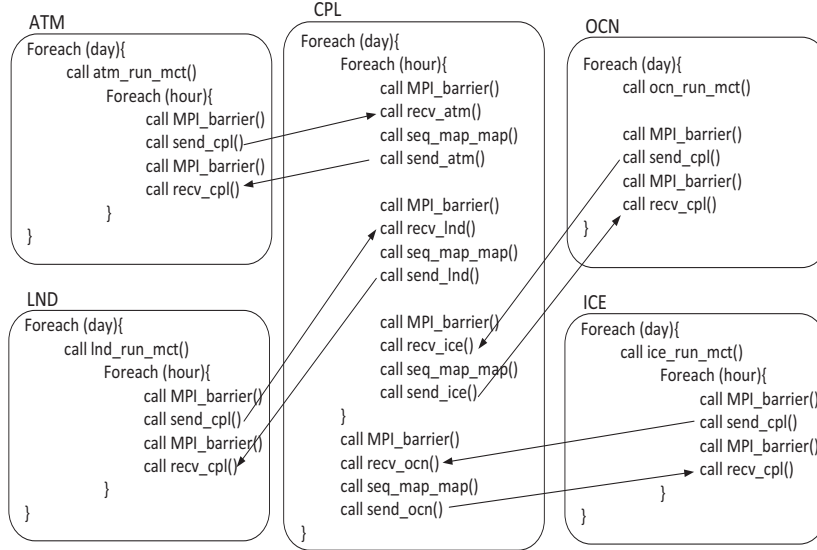 ATM
Foreach (day){
call atm_run_mct()
Foreach (hour){
call MPI_barrier()
call send_cpl()
call MPI_barrier()
call recv_cpl()
}
}
LND
Foreach (day){
call lnd_run_mct()
Foreach (hour){
call MPI_barrier()
call send_cpl()
call MPI_barrier()
call recv_cpl()
}
}
CPL
Foreach (day){
Foreach (hour){
call MPI_barrier()
call recv_atm()
call seq_map_map()
call send_atm()
call MPI_barrier()
call recv_lnd()
call seq_map_map()
call send_lnd()
call MPI_barrier()
call recv_ice()
call seq_map_map()
call send_ice()
}
call MPI_barrier()
call recv_ocn()
call seq_map_map()
call send_ocn()
}
OCN
Foreach (day){
call ocn_run_mct()
call MPI_barrier()
call send_cpl()
call MPI_barrier()
call recv_cpl()
}
ICE
Foreach (day){
call ice_run_mct()
Foreach (hour){
call MPI_barrier()
call send_cpl()
call MPI_barrier()
call recv_cpl()
}
}